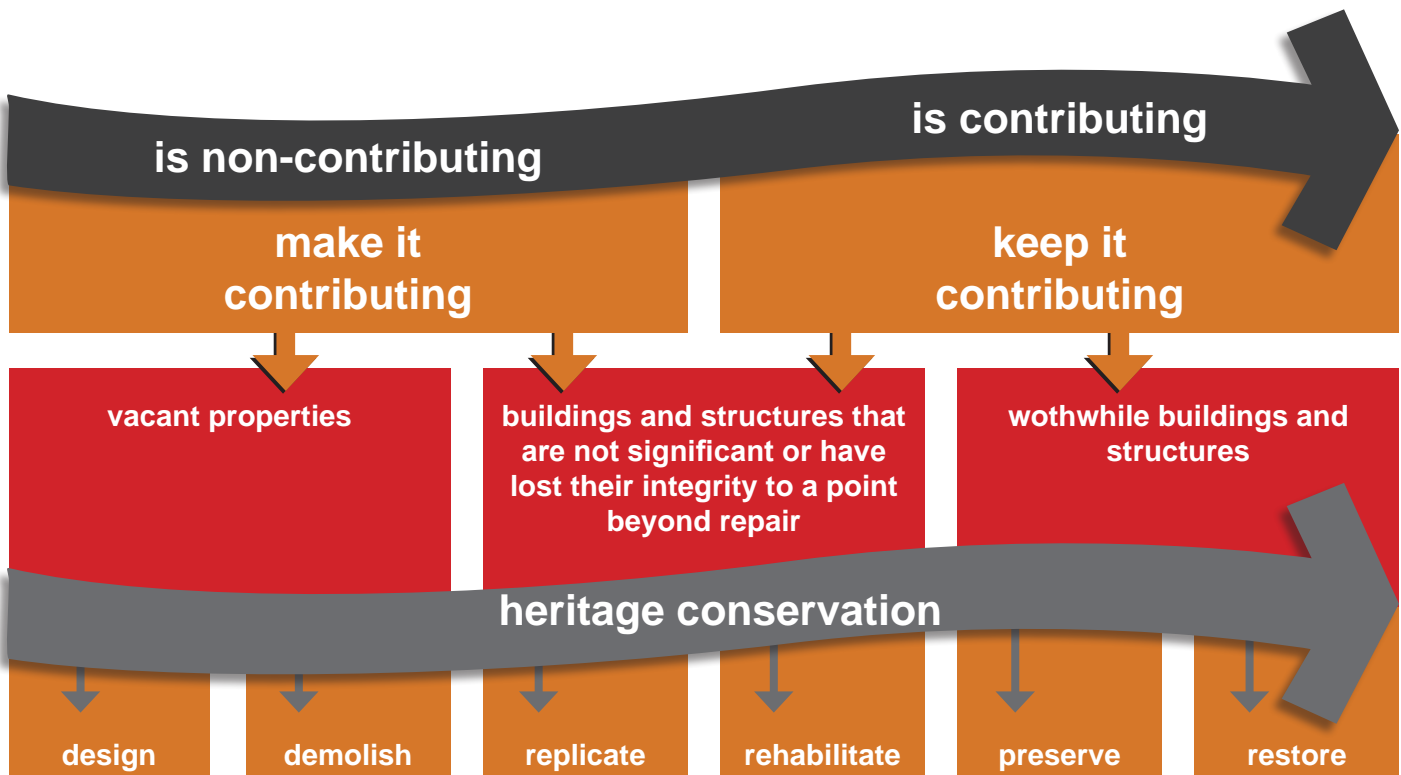 is non-contributing
is contributing
make it
contributing
keep it
contributing
vacant properties
buildings and structures that
are not significant or have
lost their integrity to a point
beyond repair
wothwhile buildings and
structures
heritage conservation
design
demolish
replicate
rehabilitate
preserve
restore